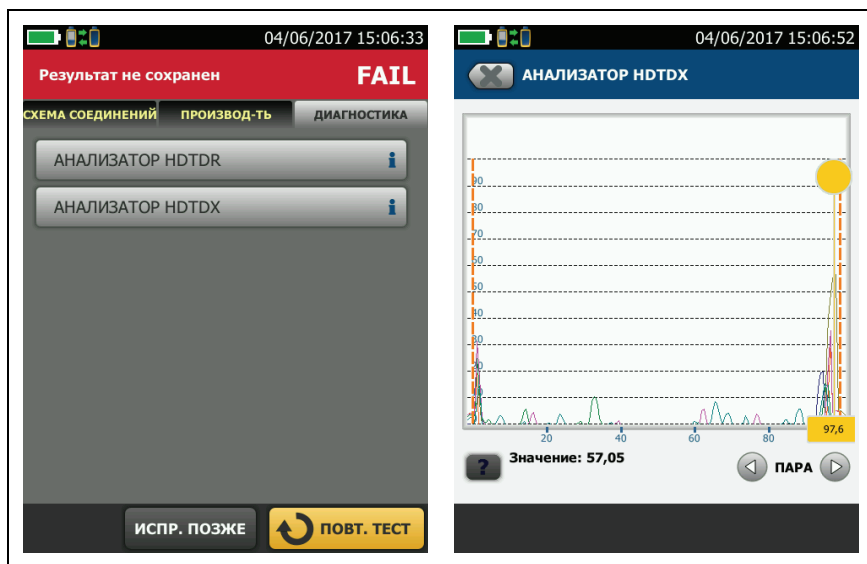 04/06/2017 15:06:33
Результат не сохранен
FAIL
СХЕМА СОЕДИНЕНИЙ
ПРОИЗВОД-ТЬ
ДИАГНОСТИКА
АНАЛИЗАТОР HDTDR
i
АНАЛИЗАТОР HDTDX
i
ИСПР. ПОЗЖЕ
ПОВТ. ТЕСТ
04/06/2017 15:06:52
АНАЛИЗАТОР HDTDX
90
80
70
60
50
40
30
20
20
40
60
80
97,6
?
Значение: 57,05
ПАРА